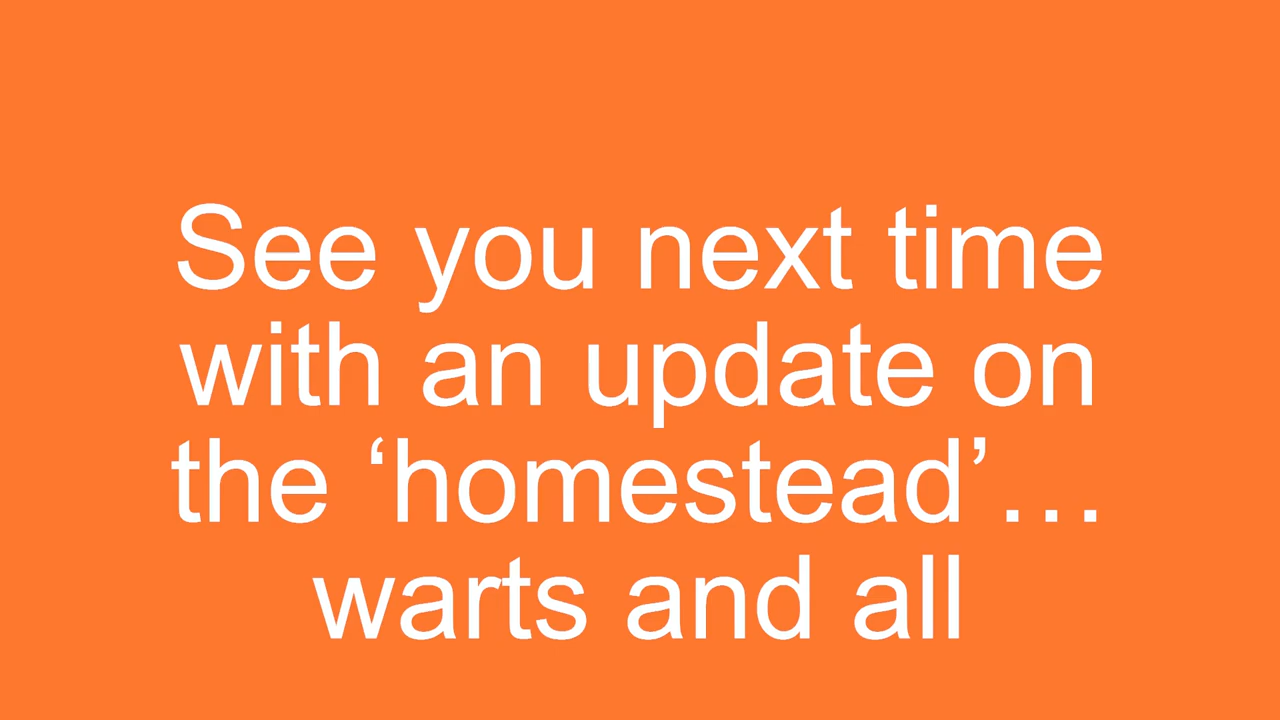 See you next time
with an update on
the ‘homestead’…
warts and all